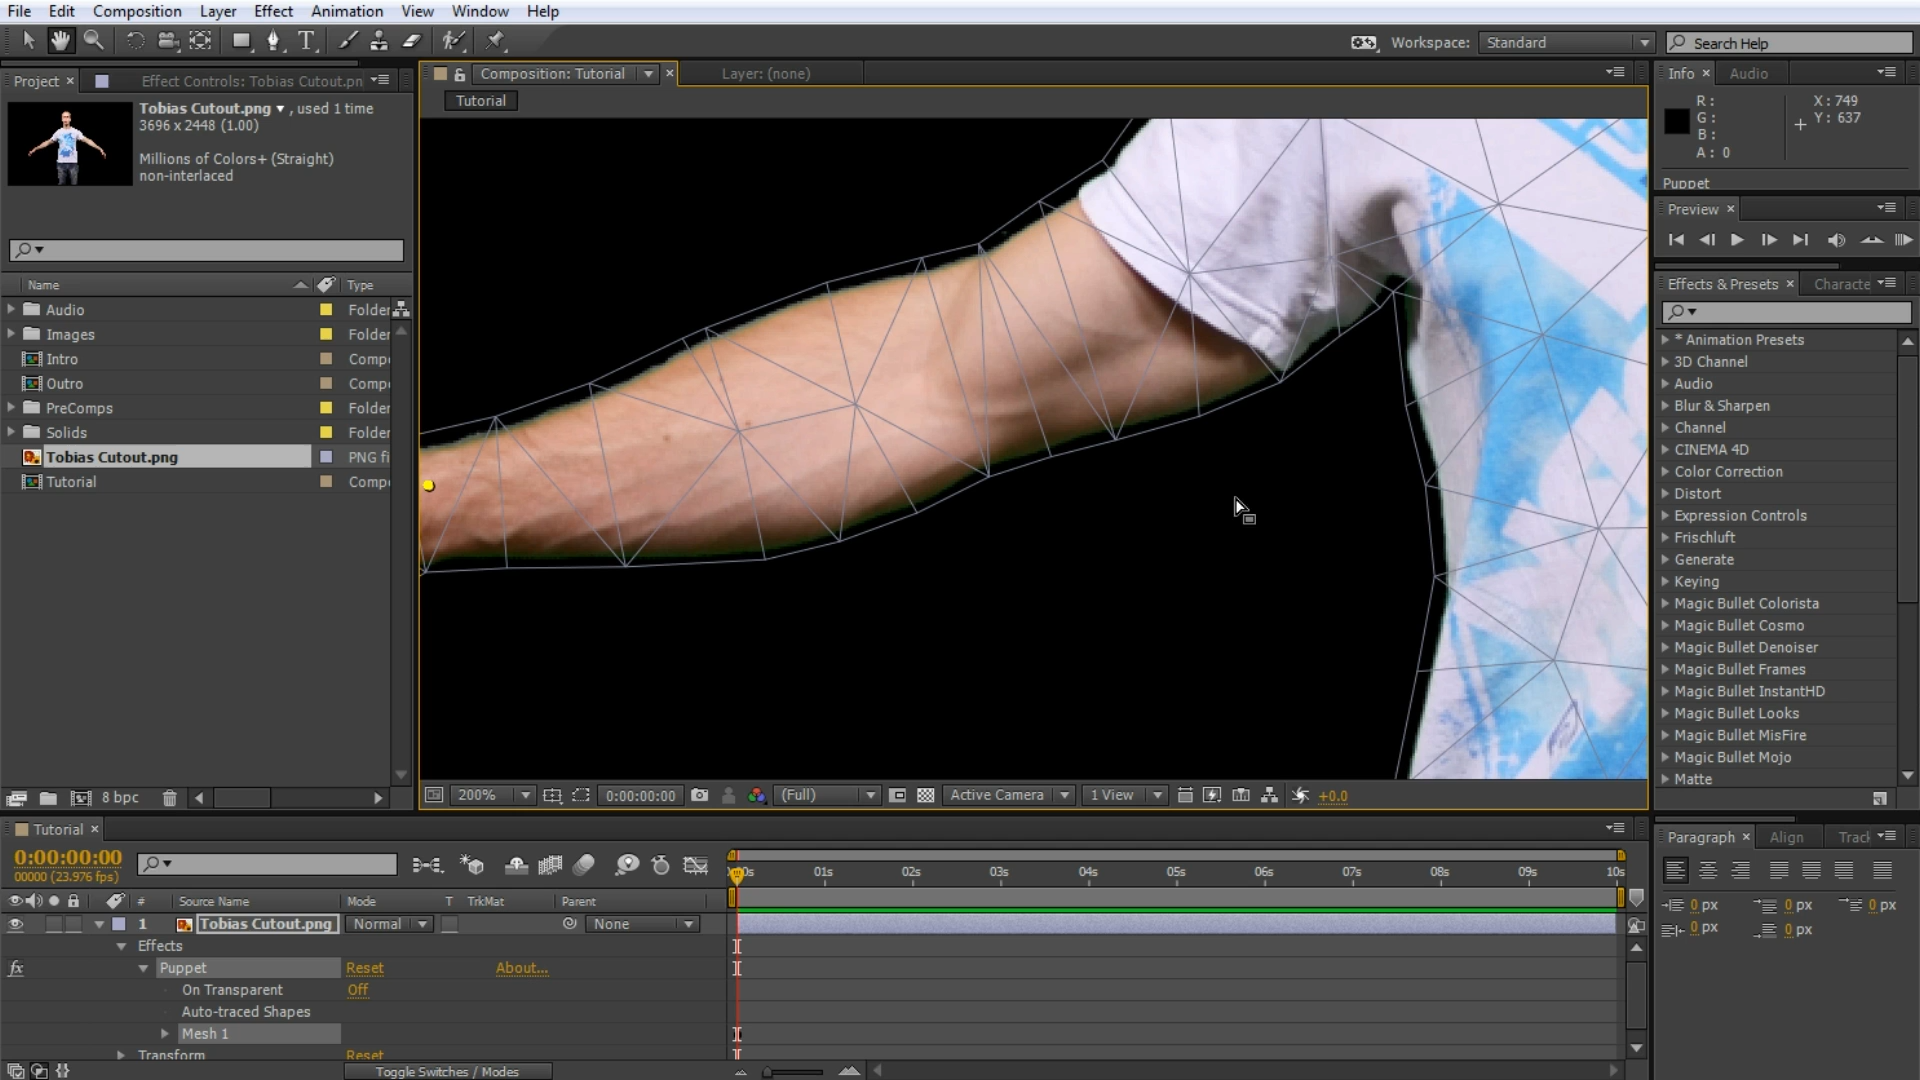 File Edit Composition Layer Effect Animation View Window Help
Workspace: Standard
Search Help
Project Effect Controls: Tobias Cutout.pn
Tobias Cutout.png , used 1 time
3696 x 2448 (1.00)
Millions of Colors+ (Straight)
non-interlaced
Name Type
Audio Folder
Images Folder
Intro Comp
Outro Comp
PreComps Folder
Solids Folder
Tobias Cutout.png PNG fi
Tutorial Comp
8 bpc
Composition: Tutorial Layer: (none)
Tutorial
200% 0:00:00:00 (Full) Active Camera 1 View +0.0
Info Audio
R: X: 749
G: Y: 637
B:
A: 0
Puppet
Preview
Effects & Presets Characte
* Animation Presets
3D Channel
Audio
Blur & Sharpen
Channel
CINEMA 4D
Color Correction
Distort
Expression Controls
Frischluft
Generate
Keying
Magic Bullet Colorista
Magic Bullet Cosmo
Magic Bullet Denoiser
Magic Bullet Frames
Magic Bullet InstantHD
Magic Bullet Looks
Magic Bullet MisFire
Magic Bullet Mojo
Matte
Paragraph Align Track
0 px 0 px 0 px
0 px 0 px
Tutorial
0:00:00:00
00000 (23.976 fps)
00s 01s 02s 03s 04s 05s 06s 07s 08s 09s 10s
# Source Name Mode T TrkMat Parent
1 Tobias Cutout.png Normal None
Effects
fx Puppet Reset About...
On Transparent Off
Auto-traced Shapes
Mesh 1
Transform Reset
Toggle Switches / Modes